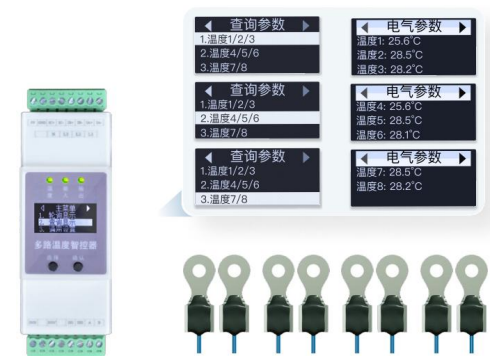 查询参数
1.温度1/2/3
2.温度4/5/6
3.温度7/8
电气参数
温度1: 25.6°C
温度2: 28.5°C
温度3: 28.2°C
查询参数
1.温度1/2/3
2.温度4/5/6
3.温度7/8
电气参数
温度4: 25.6°C
温度5: 28.5°C
温度6: 28.1°C
查询参数
1.温度1/2/3
2.温度4/5/6
3.温度7/8
电气参数
温度7: 28.5°C
温度8: 28.2°C
主菜单
多路温度智控器